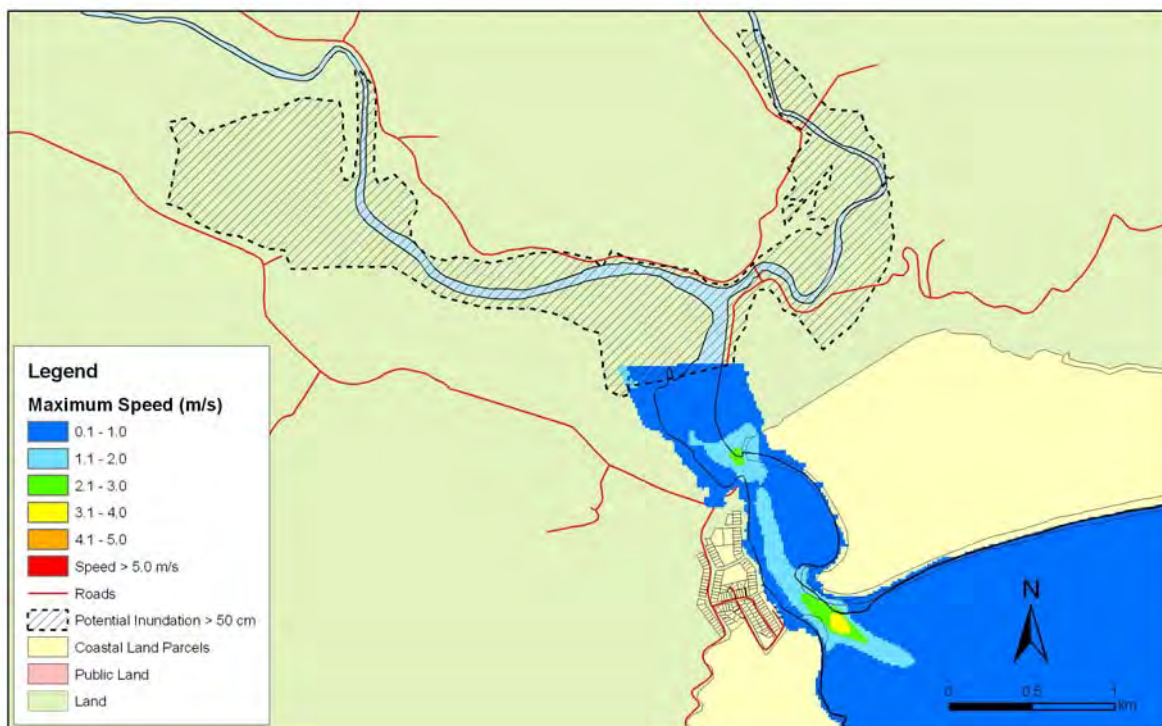 Legend
Maximum Speed (m/s)
0.1 - 1.0
1.1 - 2.0
2.1 - 3.0
3.1 - 4.0
4.1 - 5.0
Speed > 5.0 m/s
Roads
Potential Inundation > 50 cm
Coastal Land Parcels
Public Land
Land
N
0 0.5 1
km